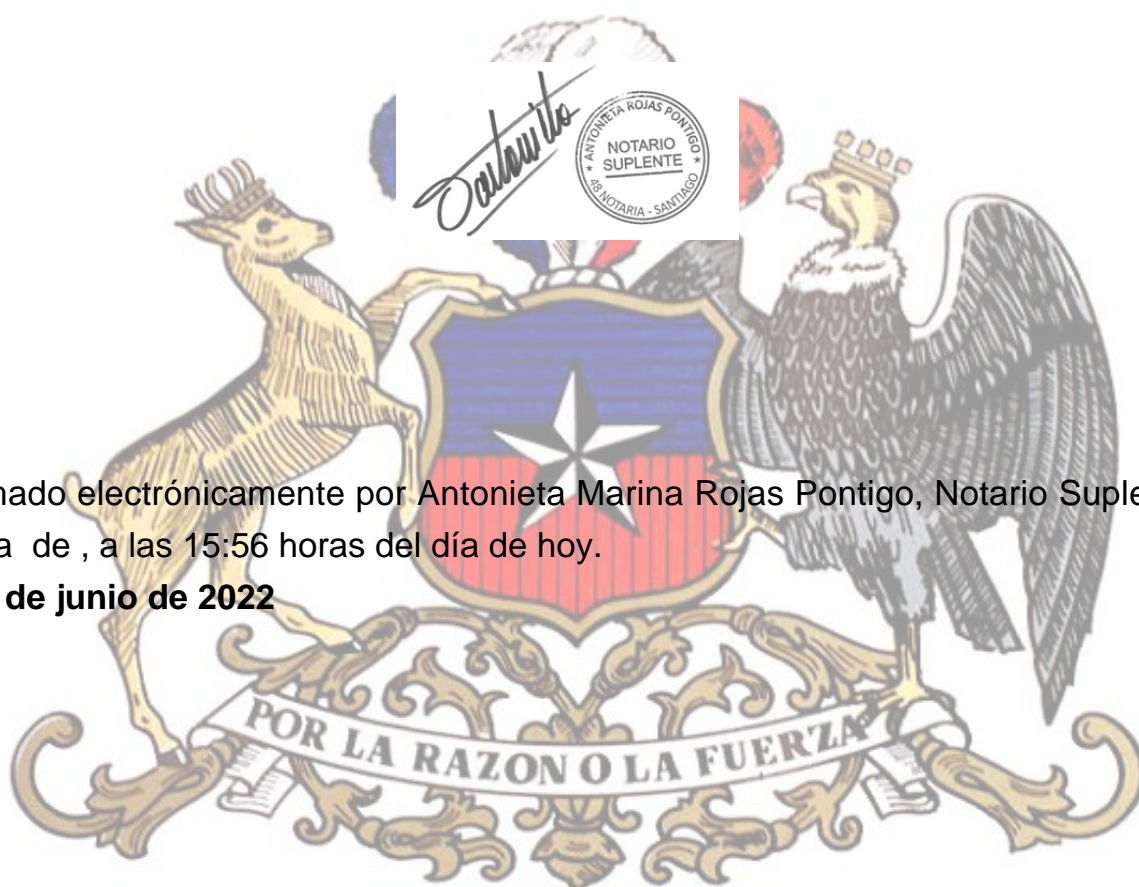 ANTONIETA ROJAS PONTIGO
NOTARIO
SUPLENTE
48 NOTARIA - SANTIAGO
nado electrónicamente por Antonieta Marina Rojas Pontigo, Notario Suple
a de , a las 15:56 horas del día de hoy.
de junio de 2022
POR LA RAZON O LA FUERZA